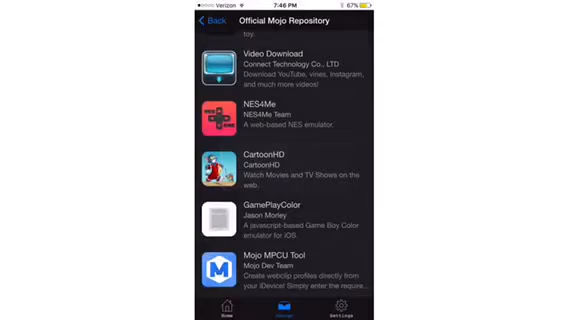 Verizon
7:46 PM
67%
Back
Official Mojo Repository
toy.
Video Download
Connect Technology Co., LTD
Download YouTube, vines, Instagram,
and much more videos!
NES4Me
NES4Me Team
A web-based NES emulator.
CartoonHD
CartoonHD
Watch Movies and TV Shows on the
web.
GamePlayColor
Jason Morley
A javascript-based Game Boy Color
emulator for iOS.
Mojo MPCU Tool
Mojo Dev Team
Create webclip profiles directly from
your iDevice! Simply enter the require...
Home
Settings